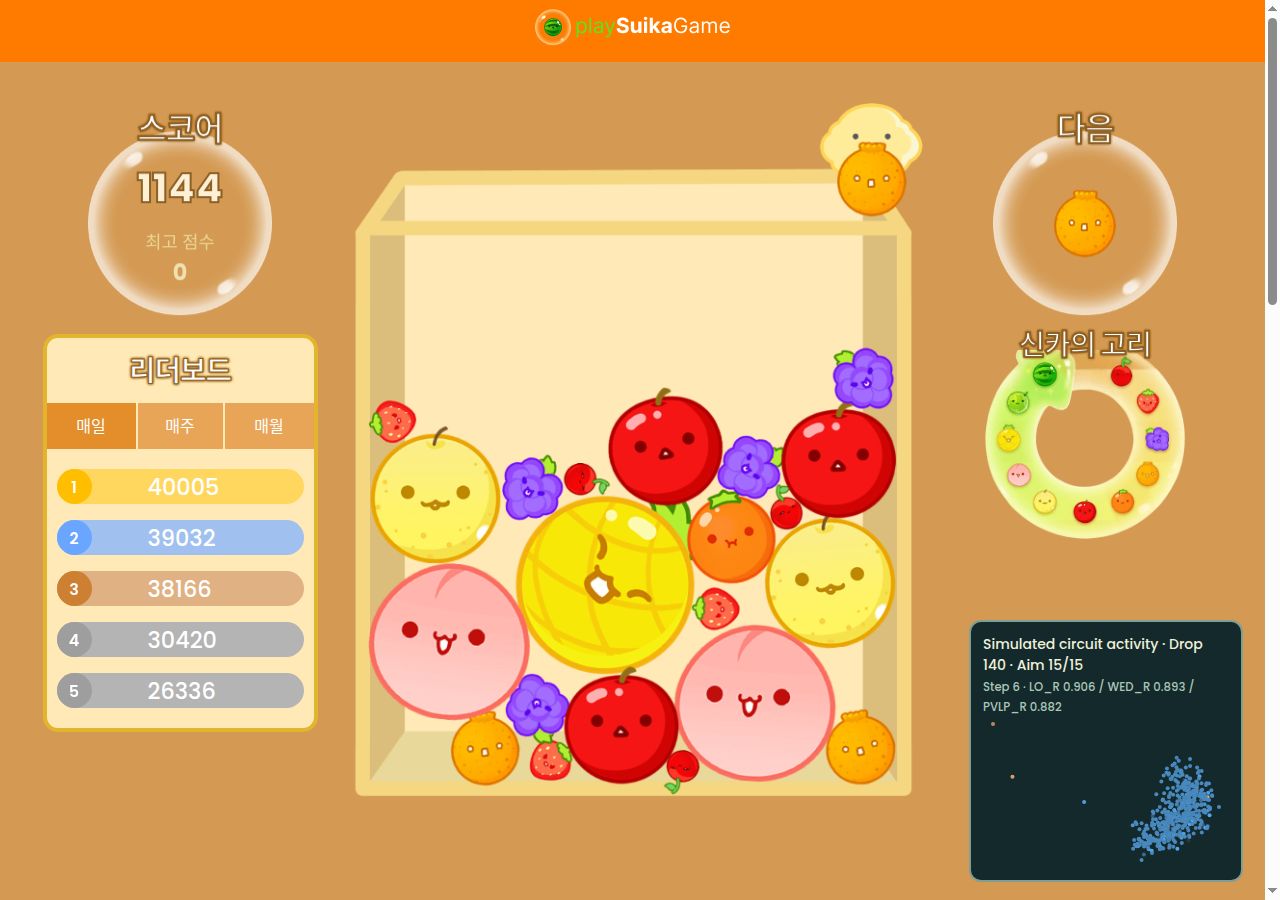 playSuikaGame
스코어
1144
최고 점수
0
다음
신카의 고리
리더보드
매일 매주 매월
1 40005
2 39032
3 38166
4 30420
5 26336
Simulated circuit activity · Drop
140 · Aim 15/15
Step 6 · LO_R 0.906 / WED_R 0.893 /
PVLP_R 0.882